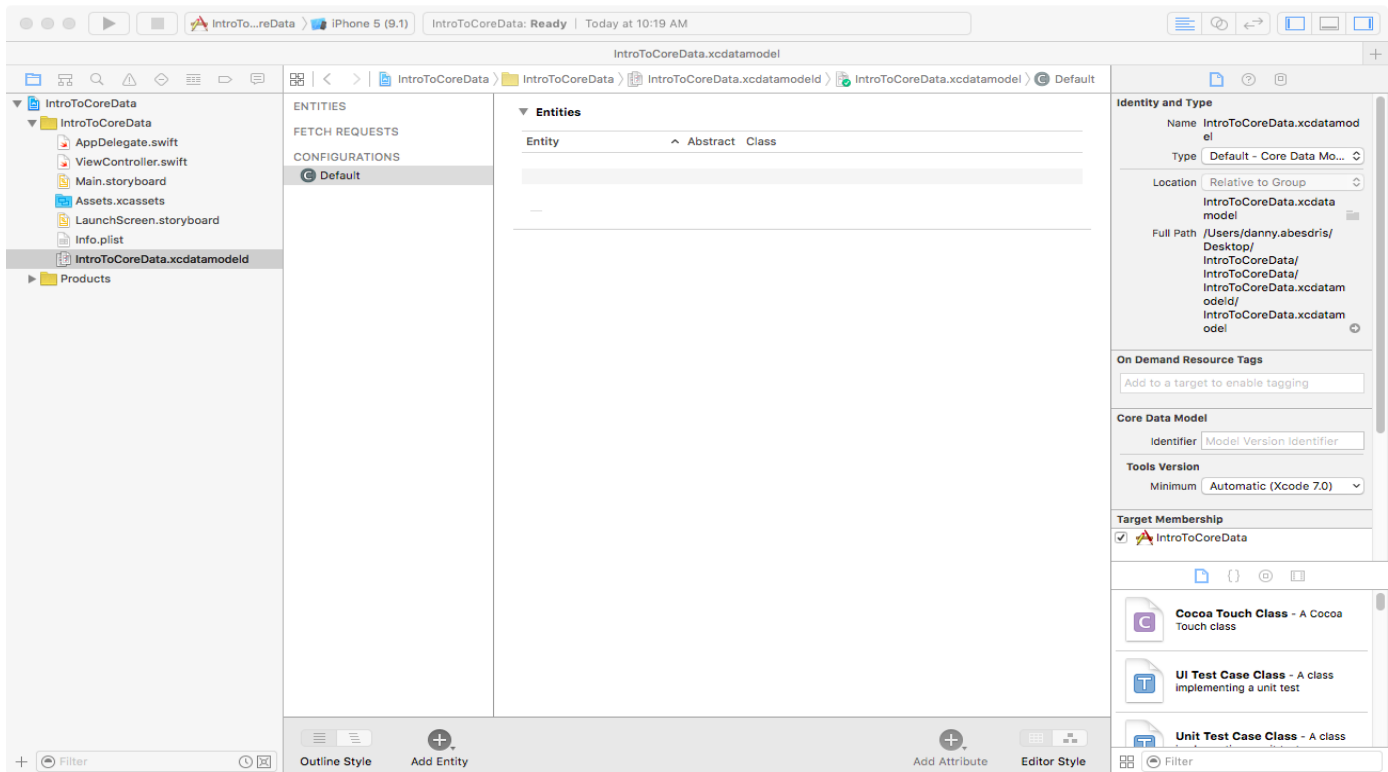 IntroTo...reData
iPhone 5 (9.1)
IntroToCoreData: Ready | Today at 10:19 AM
IntroToCoreData.xcdatamodel
IntroToCoreData
IntroToCoreData
IntroToCoreData.xcdatamodeld
IntroToCoreData.xcdatamodel
Default
IntroToCoreData
IntroToCoreData
AppDelegate.swift
ViewController.swift
Main.storyboard
Assets.xcassets
LaunchScreen.storyboard
Info.plist
IntroToCoreData.xcdatamodeld
Products
Filter
ENTITIES
FETCH REQUESTS
CONFIGURATIONS
C Default
Entities
Entity Abstract Class
Outline Style
Add Entity
Add Attribute
Editor Style
Identity and Type
Name IntroToCoreData.xcdatamod
el
Type Default - Core Data Mo...
Location Relative to Group
IntroToCoreData.xcdata
model
Full Path /Users/danny.abesdris/
Desktop/
IntroToCoreData/
IntroToCoreData/
IntroToCoreData.xcdatam
odeld/
IntroToCoreData.xcdatam
odel
On Demand Resource Tags
Add to a target to enable tagging
Core Data Model
Identifier Model Version Identifier
Tools Version
Minimum Automatic (Xcode 7.0)
Target Membership
IntroToCoreData
C
Cocoa Touch Class - A Cocoa
Touch class
T
UI Test Case Class - A class
implementing a unit test
Unit Test Case Class - A class
Filter